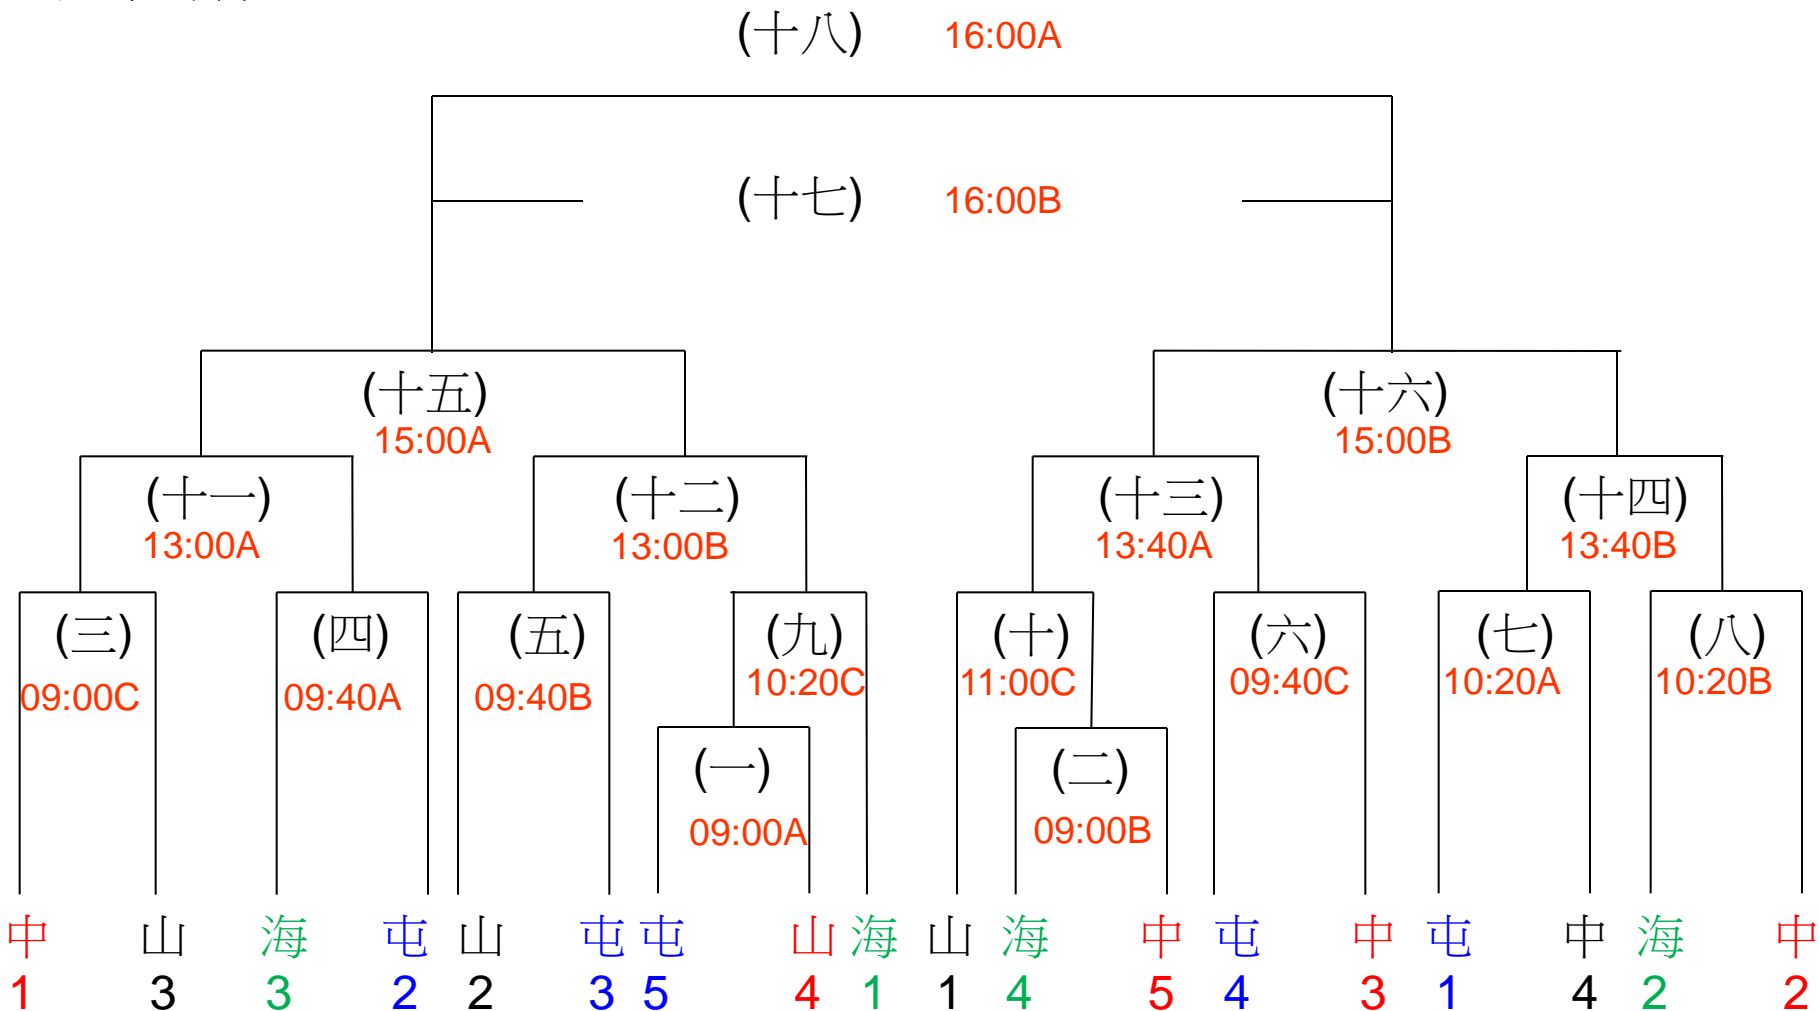 (十八) 16:00A
(十七) 16:00B
(十五) (十六)
15:00A 15:00B
(十一) (十二) (十三) (十四)
13:00A 13:00B 13:40A 13:40B
(三) (四) (五) (九) (十) (六) (七) (八)
09:00C 09:40A 09:40B 10:20C 11:00C 09:40C 10:20A 10:20B
(一) (二)
09:00A 09:00B
中 山 海 屯 山 屯 屯 山 海 山 海 中 屯 中 屯 中 海 中
1 3 3 2 2 3 5 4 1 1 4 5 4 3 1 4 2 2